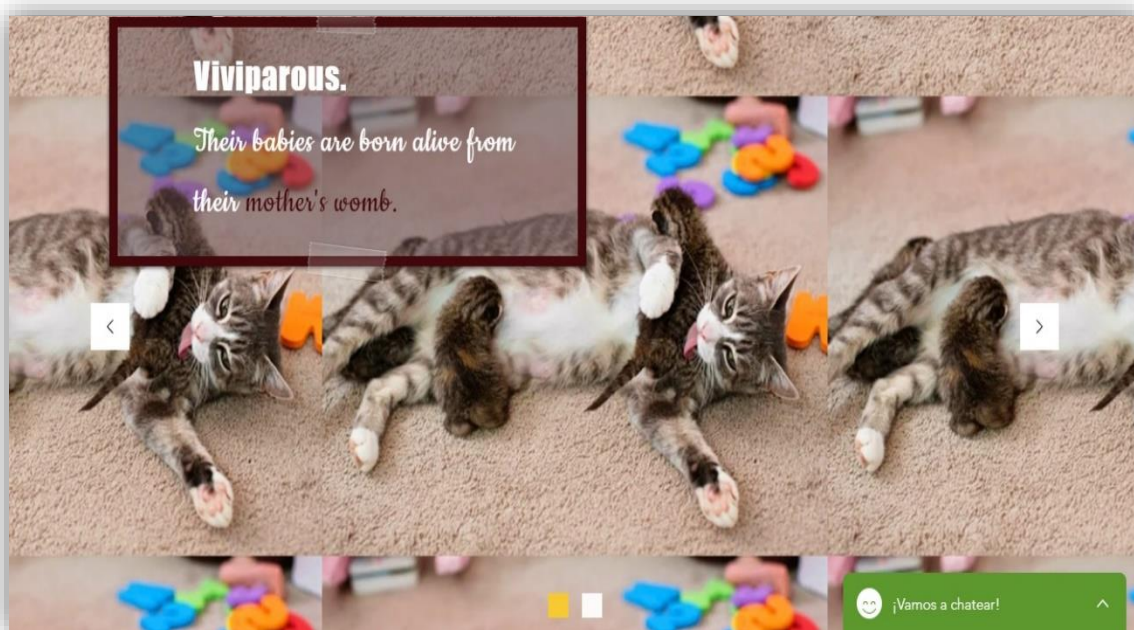 Viviparous.
Their babies are born alive from
their mother's womb.
¡Vamos a chatear!